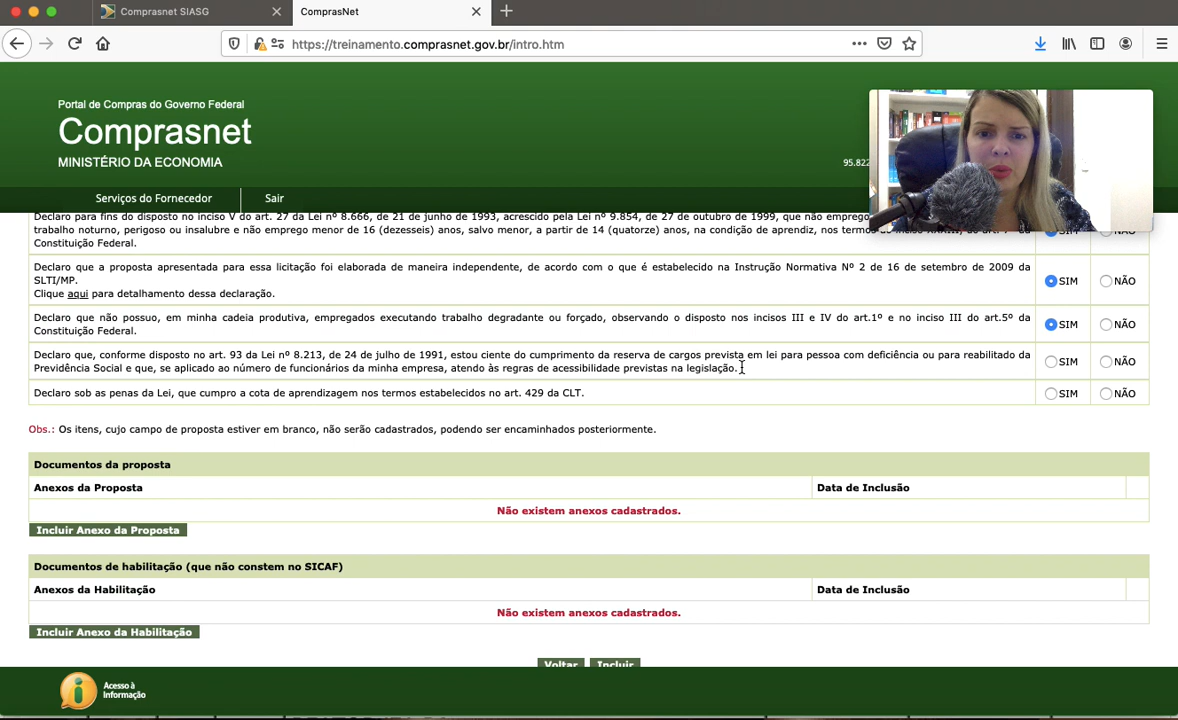 Comprasnet SIASG
ComprasNet
https://treinamento.comprasnet.gov.br/intro.htm
Portal de Compras do Governo Federal
Comprasnet
MINISTÉRIO DA ECONOMIA
95.822
Serviços do Fornecedor
Sair
Declaro para fins do disposto no inciso V do art. 27 da Lei nº 8.666, de 21 de junho de 1993, acrescido pela Lei nº 9.854, de 27 de outubro de 1999, que não emprego
trabalho noturno, perigoso ou insalubre e não emprego menor de 16 (dezesseis) anos, salvo menor, a partir de 14 (quatorze) anos, na condição de aprendiz, nos termos do inciso XXXIII, do art. 7º da
Constituição Federal.
SIM NÃO
Declaro que a proposta apresentada para essa licitação foi elaborada de maneira independente, de acordo com o que é estabelecido na Instrução Normativa Nº 2 de 16 de setembro de 2009 da
SLTI/MP.
Clique aqui para detalhamento dessa declaração.
SIM NÃO
Declaro que não possuo, em minha cadeia produtiva, empregados executando trabalho degradante ou forçado, observando o disposto nos incisos III e IV do art.1º e no inciso III do art.5º da
Constituição Federal.
SIM NÃO
Declaro que, conforme disposto no art. 93 da Lei nº 8.213, de 24 de julho de 1991, estou ciente do cumprimento da reserva de cargos prevista em lei para pessoa com deficiência ou para reabilitado da
Previdência Social e que, se aplicado ao número de funcionários da minha empresa, atendo às regras de acessibilidade previstas na legislação.
SIM NÃO
Declaro sob as penas da Lei, que cumpro a cota de aprendizagem nos termos estabelecidos no art. 429 da CLT.
SIM NÃO
Obs.: Os itens, cujo campo de proposta estiver em branco, não serão cadastrados, podendo ser encaminhados posteriormente.
Documentos da proposta
Anexos da Proposta
Data de Inclusão
Não existem anexos cadastrados.
Incluir Anexo da Proposta
Documentos de habilitação (que não constem no SICAF)
Anexos da Habilitação
Data de Inclusão
Não existem anexos cadastrados.
Incluir Anexo da Habilitação
Voltar Incluir
Acesso à
Informação